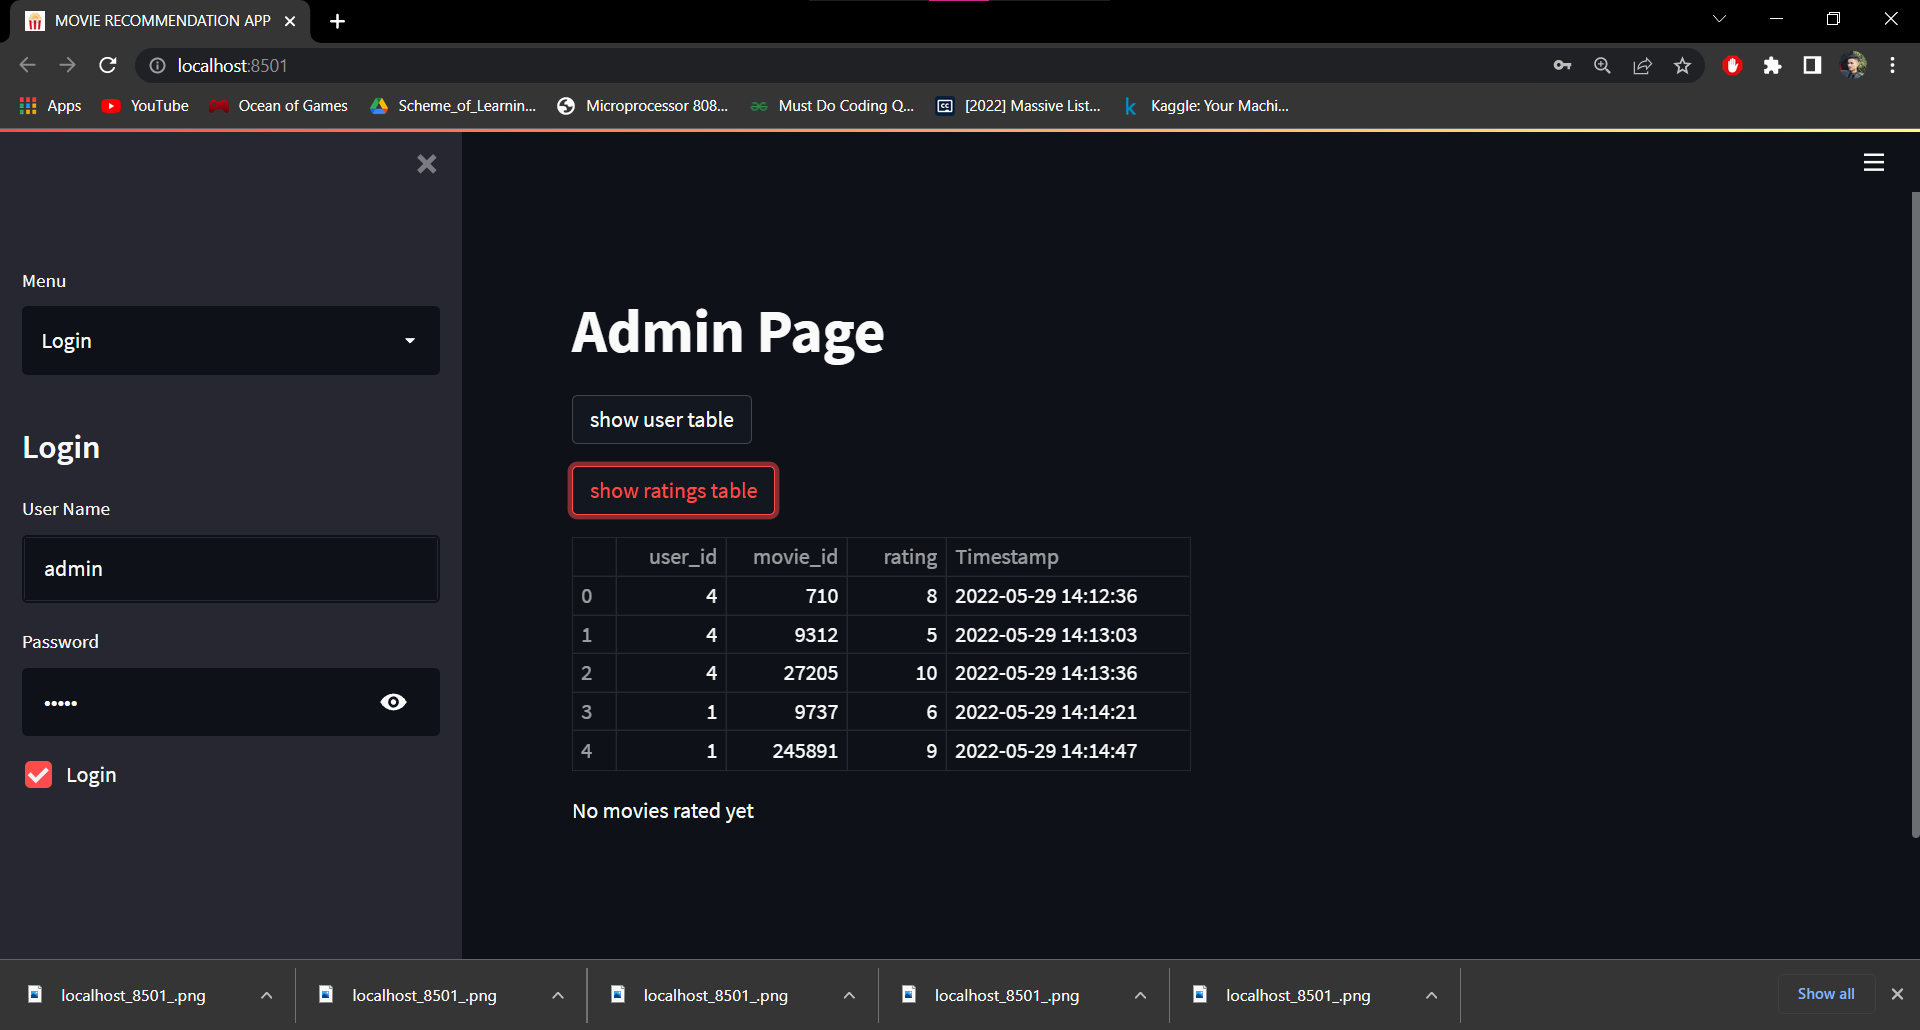 MOVIE RECOMMENDATION APP
localhost:8501
Apps YouTube Ocean of Games Scheme_of_Learnin... Microprocessor 808... Must Do Coding Q... [2022] Massive List... Kaggle: Your Machi...
Menu
Login
Login
User Name
admin
Password
•••••
Login
Admin Page
show user table
show ratings table
user_id movie_id rating Timestamp
0 4 710 8 2022-05-29 14:12:36
1 4 9312 5 2022-05-29 14:13:03
2 4 27205 10 2022-05-29 14:13:36
3 1 9737 6 2022-05-29 14:14:21
4 1 245891 9 2022-05-29 14:14:47
No movies rated yet
localhost_8501_.png localhost_8501_.png localhost_8501_.png localhost_8501_.png localhost_8501_.png Show all